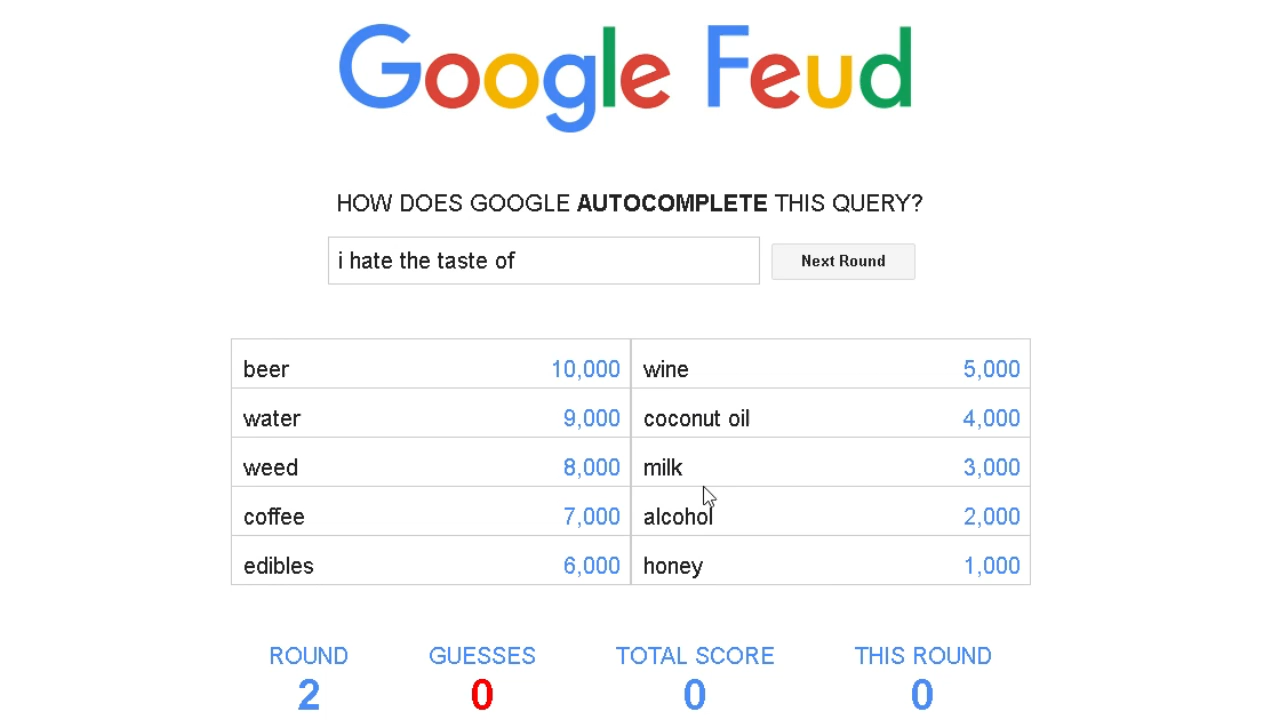 Google Feud
HOW DOES GOOGLE AUTOCOMPLETE THIS QUERY?
i hate the taste of
Next Round
beer 10,000 wine 5,000
water 9,000 coconut oil 4,000
weed 8,000 milk 3,000
coffee 7,000 alcohol 2,000
edibles 6,000 honey 1,000
ROUND GUESSES TOTAL SCORE THIS ROUND
2 0 0 0